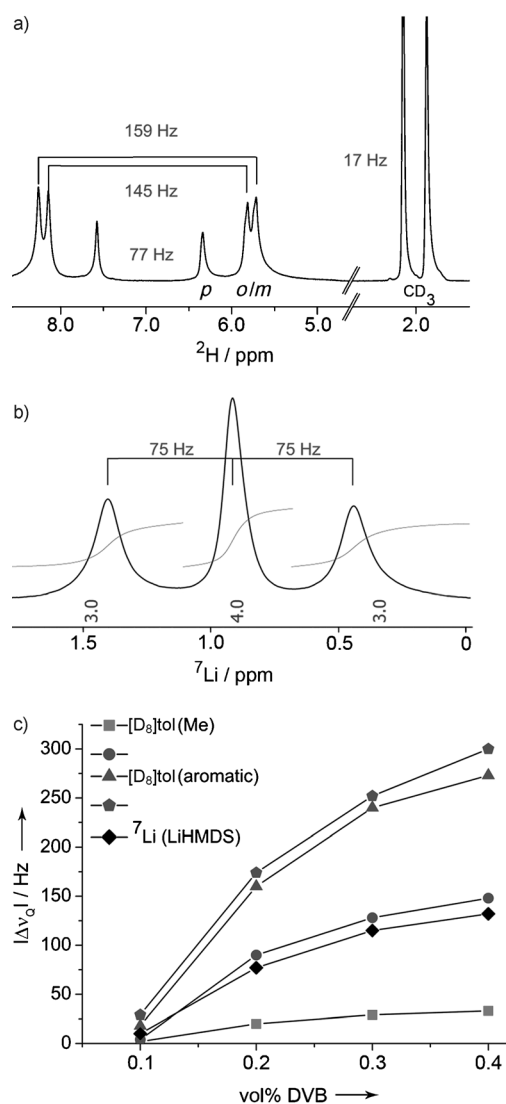 a)
159 Hz
145 Hz
77 Hz
17 Hz
p o/m CD3
8.0 7.0 6.0 5.0 2.0
²H / ppm
b)
75 Hz 75 Hz
3.0 4.0 3.0
1.5 1.0 0.5 0
⁷Li / ppm
c)
[D₈]tol (Me)
[D₈]tol (aromatic)
⁷Li (LiHMDS)
300
250
200
150
100
50
0
|Δν_Q| / Hz
0.1 0.2 0.3 0.4
vol% DVB